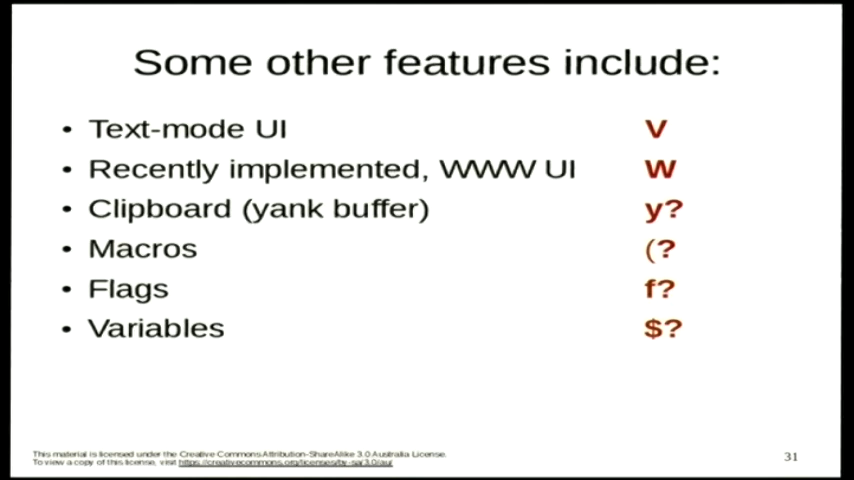 Some other features include:
• Text-mode UI V
• Recently implemented, WWW UI W
• Clipboard (yank buffer) y?
• Macros (?
• Flags f?
• Variables $?
This material is licensed under the Creative Commons Attribution-ShareAlike 3.0 Australia License.
To view a copy of this license, visit https://creativecommons.org/licenses/by-sa/3.0/au/
31